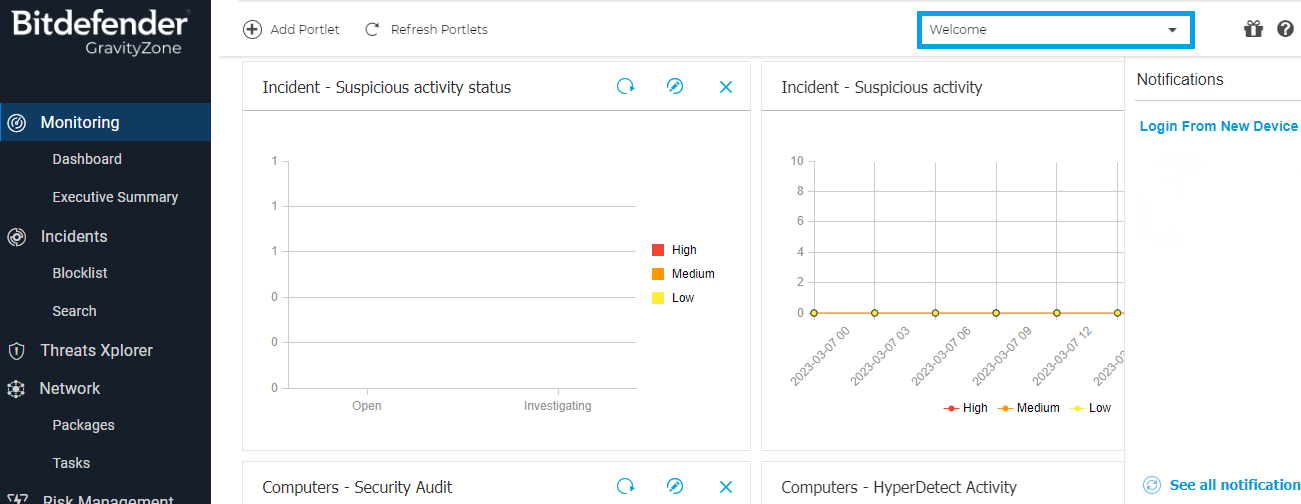 Bitdefender
GravityZone
Monitoring
Dashboard
Executive Summary
Incidents
Blocklist
Search
Threats Xplorer
Network
Packages
Tasks
Risk Management
Add Portlet
Refresh Portlets
Welcome
Incident - Suspicious activity status
1
1
1
0
0
0
Open
Investigating
High
Medium
Low
Incident - Suspicious activity
10
8
6
4
2
0
2023-03-07 00
2023-03-07 03
2023-03-07 06
2023-03-07 09
2023-03-07 12
2023-03
High
Medium
Low
Computers - Security Audit
Computers - HyperDetect Activity
Notifications
Login From New Device
See all notification